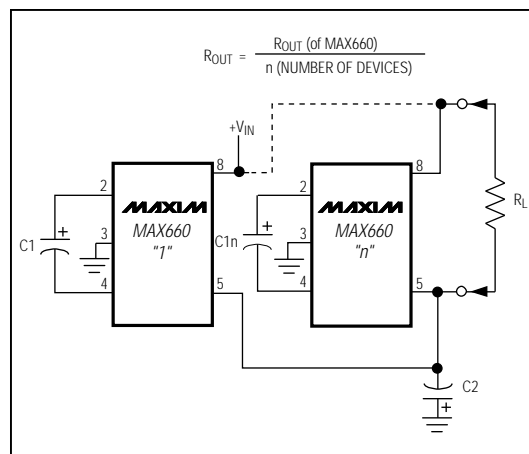 ROUT = ROUT (of MAX660)
n (NUMBER OF DEVICES)
+VIN
8
8
2
2
MAXIM
MAXIM
RL
3
+
MAX660
3
+
MAX660
C1
"1"
C1n
"n"
4
5
4
5
C2
+